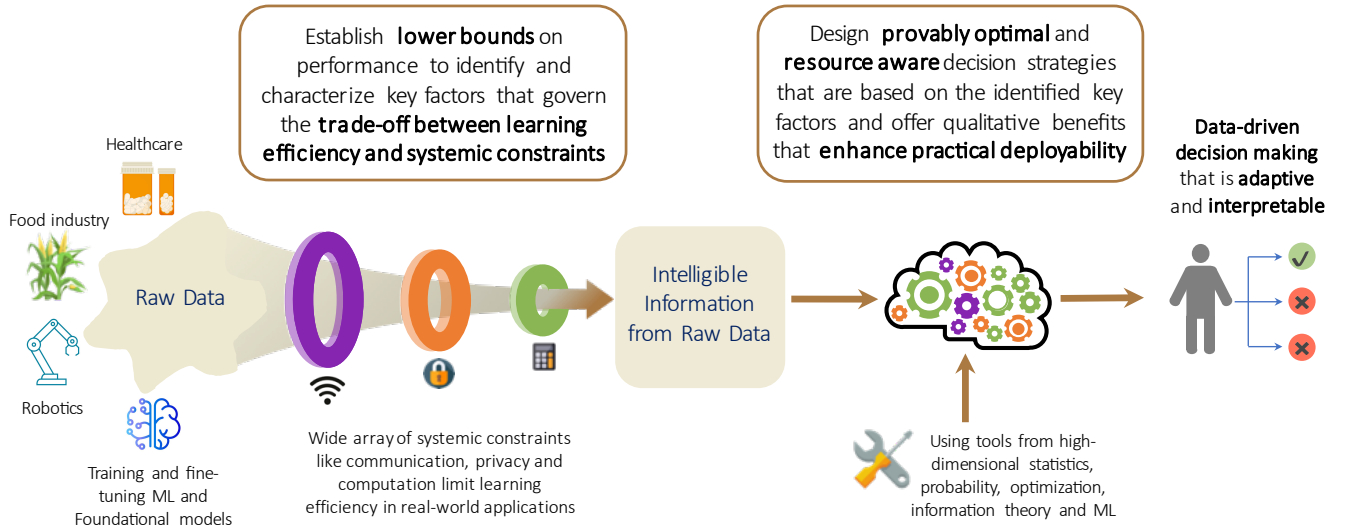 Establish lower bounds on
performance to identify and
characterize key factors that govern
the trade-off between learning
efficiency and systemic constraints
Design provably optimal and
resource aware decision strategies
that are based on the identified key
factors and offer qualitative benefits
that enhance practical deployability
Healthcare
Food industry
Raw Data
Robotics
Training and fine-
tuning ML and
Foundational models
Wide array of systemic constraints
like communication, privacy and
computation limit learning
efficiency in real-world applications
Intelligible
Information
from Raw Data
Using tools from high-
dimensional statistics,
probability, optimization,
information theory and ML
Data-driven
decision making
that is adaptive
and interpretable